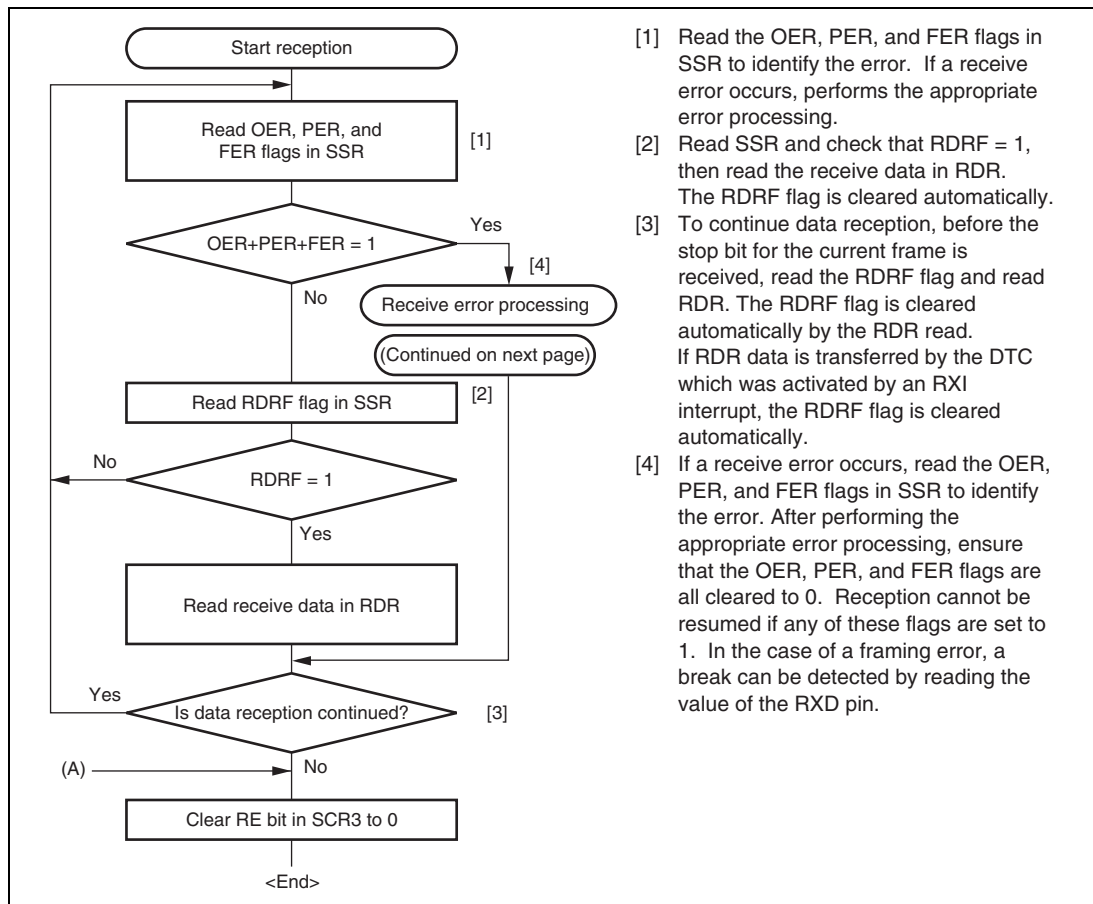 Start reception
Read OER, PER, and
FER flags in SSR
[1]
OER+PER+FER = 1
Yes
[4]
No
Receive error processing
(Continued on next page)
Read RDRF flag in SSR
[2]
No
RDRF = 1
Yes
Read receive data in RDR
Yes
Is data reception continued?
[3]
(A)
No
Clear RE bit in SCR3 to 0
<End>
[1] Read the OER, PER, and FER flags in
SSR to identify the error. If a receive
error occurs, performs the appropriate
error processing.
[2] Read SSR and check that RDRF = 1,
then read the receive data in RDR.
The RDRF flag is cleared automatically.
[3] To continue data reception, before the
stop bit for the current frame is
received, read the RDRF flag and read
RDR. The RDRF flag is cleared
automatically by the RDR read.
If RDR data is transferred by the DTC
which was activated by an RXI
interrupt, the RDRF flag is cleared
automatically.
[4] If a receive error occurs, read the OER,
PER, and FER flags in SSR to identify
the error. After performing the
appropriate error processing, ensure
that the OER, PER, and FER flags are
all cleared to 0. Reception cannot be
resumed if any of these flags are set to
1. In the case of a framing error, a
break can be detected by reading the
value of the RXD pin.